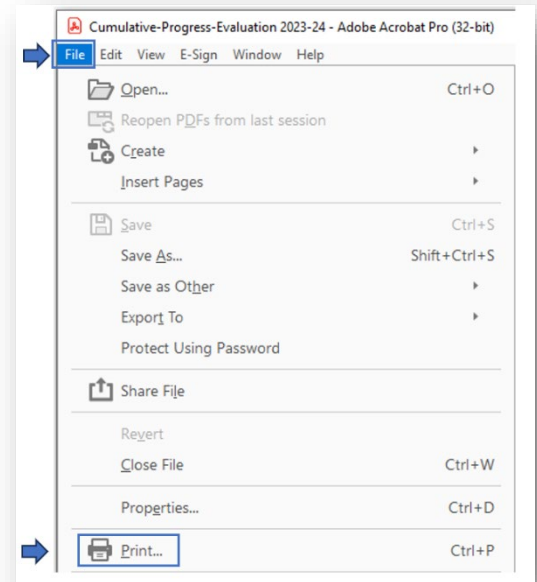 Cumulative-Progress-Evaluation 2023-24 - Adobe Acrobat Pro (32-bit)
File Edit View E-Sign Window Help
Open... Ctrl+O
Reopen PDFs from last session
Create
Insert Pages
Save Ctrl+S
Save As... Shift+Ctrl+S
Save as Other
Export To
Protect Using Password
Share File
Revert
Close File Ctrl+W
Properties... Ctrl+D
Print... Ctrl+P